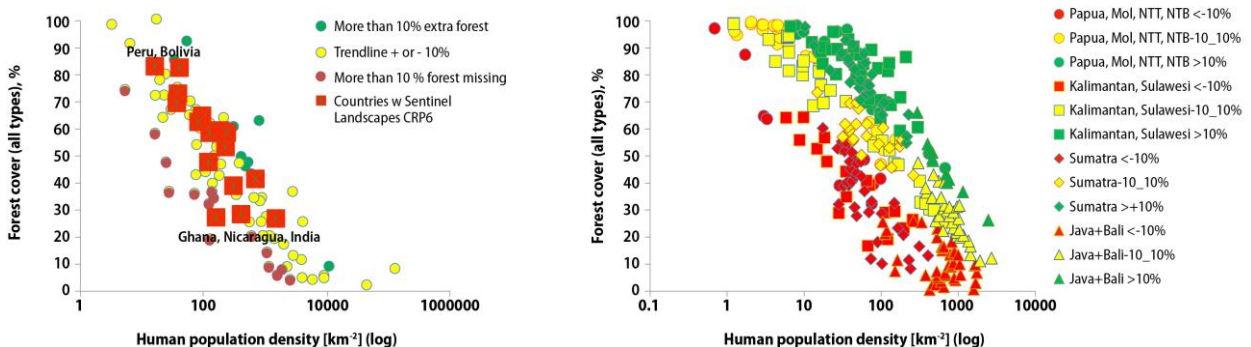 Forest cover (all types), %
100
90
80
70
60
50
40
30
20
10
0
Peru, Bolivia
Ghana, Nicaragua, India
1
100
10000
1000000
Human population density [km-2] (log)
More than 10% extra forest
Trendline + or - 10%
More than 10 % forest missing
Countries w Sentinel
Landscapes CRP6
Forest cover (all types), %
100
90
80
70
60
50
40
30
20
10
0
0.1
1
10
100
1000
10000
Human population density [km-2] (log)
Papua, Mol, NTT, NTB <-10%
Papua, Mol, NTT, NTB-10_10%
Papua, Mol, NTT, NTB >10%
Kalimantan, Sulawesi <-10%
Kalimantan, Sulawesi-10_10%
Kalimantan, Sulawesi >10%
Sumatra <-10%
Sumatra-10_10%
Sumatra >+10%
Java+Bali <-10%
Java+Bali-10_10%
Java+Bali >10%